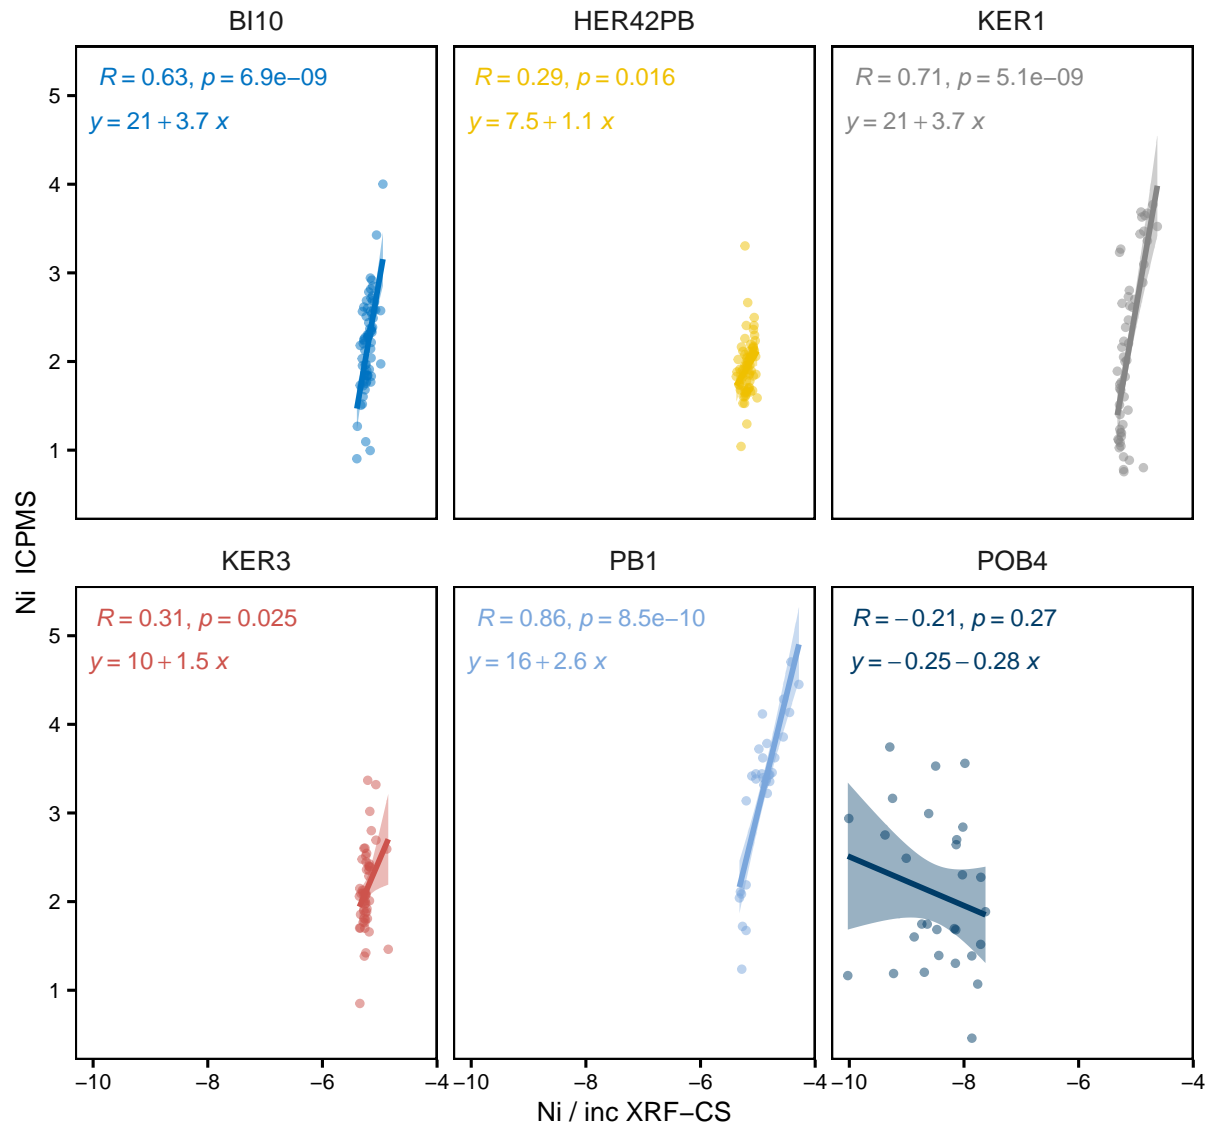 BI10
HER42PB
KER1
R = 0.63, p = 6.9e−09
y = 21 + 3.7 x
R = 0.29, p = 0.016
y = 7.5 + 1.1 x
R = 0.71, p = 5.1e−09
y = 21 + 3.7 x
5
4
3
2
1
Ni ICPMS
KER3
PB1
POB4
R = 0.31, p = 0.025
y = 10 + 1.5 x
R = 0.86, p = 8.5e−10
y = 16 + 2.6 x
R = −0.21, p = 0.27
y = −0.25 − 0.28 x
5
4
3
2
1
−10 −8 −6 −4
−10 −8 −6 −4
−10 −8 −6 −4
Ni / inc XRF−CS